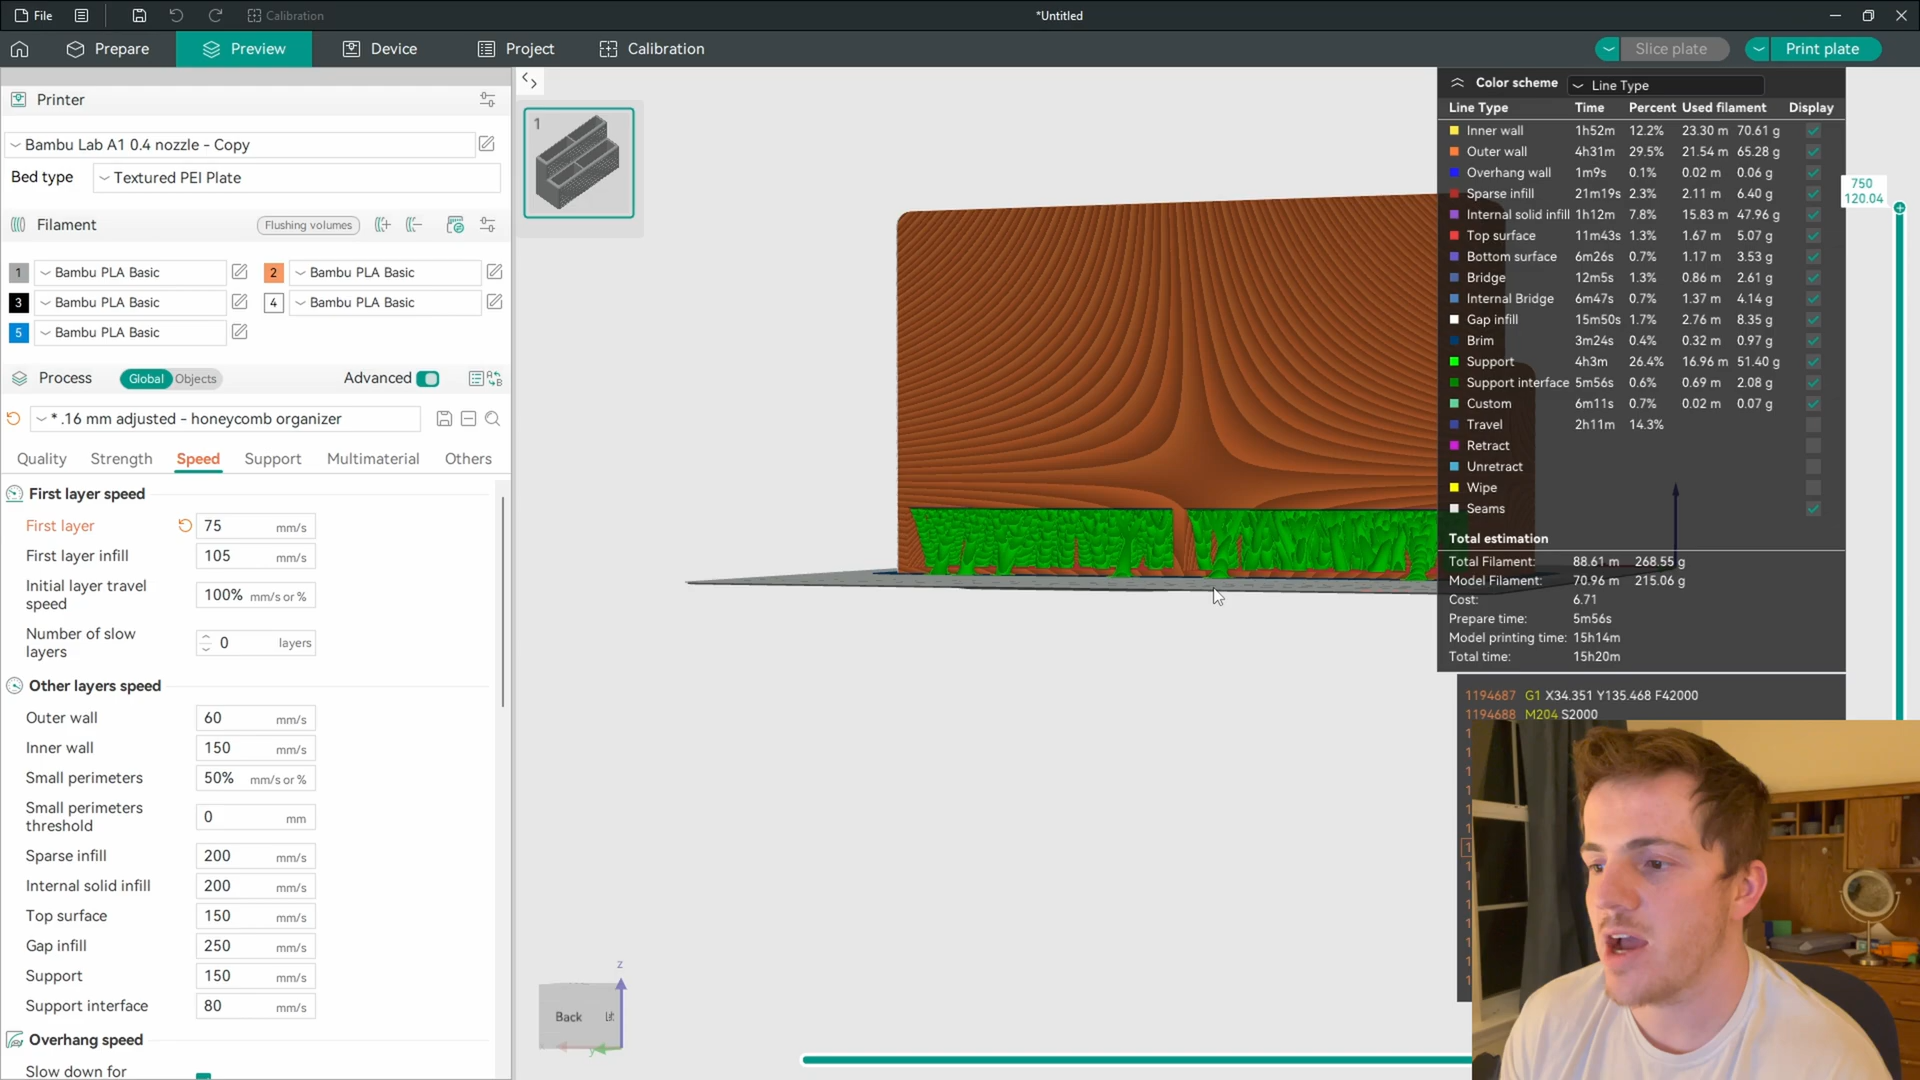 File
Calibration
*Untitled
Prepare
Preview
Device
Project
Calibration
Slice plate
Print plate
Printer
Bambu Lab A1 0.4 nozzle - Copy
Bed type
Textured PEI Plate
Filament
Flushing volumes
1 Bambu PLA Basic
2 Bambu PLA Basic
3 Bambu PLA Basic
4 Bambu PLA Basic
5 Bambu PLA Basic
Process
Global Objects
Advanced
* .16 mm adjusted - honeycomb organizer
Quality Strength Speed Support Multimaterial Others
First layer speed
First layer 75 mm/s
First layer infill 105 mm/s
Initial layer travel
speed 100% mm/s or %
Number of slow
layers 0 layers
Other layers speed
Outer wall 60 mm/s
Inner wall 150 mm/s
Small perimeters 50% mm/s or %
Small perimeters
threshold 0 mm
Sparse infill 200 mm/s
Internal solid infill 200 mm/s
Top surface 150 mm/s
Gap infill 250 mm/s
Support 150 mm/s
Support interface 80 mm/s
Overhang speed
Slow down for
1
z
Back
y
Color scheme Line Type
Line Type Time Percent Used filament Display
Inner wall 1h52m 12.2% 23.30 m 70.61 g
Outer wall 4h31m 29.5% 21.54 m 65.28 g
Overhang wall 1m9s 0.1% 0.02 m 0.06 g
Sparse infill 21m19s 2.3% 2.11 m 6.40 g
Internal solid infill 1h12m 7.8% 15.83 m 47.96 g
Top surface 11m43s 1.3% 1.67 m 5.07 g
Bottom surface 6m26s 0.7% 1.17 m 3.53 g
Bridge 12m5s 1.3% 0.86 m 2.61 g
Internal Bridge 6m47s 0.7% 1.37 m 4.14 g
Gap infill 15m50s 1.7% 2.76 m 8.35 g
Brim 3m24s 0.4% 0.32 m 0.97 g
Support 4h3m 26.4% 16.96 m 51.40 g
Support interface 5m56s 0.6% 0.69 m 2.08 g
Custom 6m11s 0.7% 0.02 m 0.07 g
Travel 2h11m 14.3%
Retract
Unretract
Wipe
Seams
Total estimation
Total Filament: 88.61 m 268.55 g
Model Filament: 70.96 m 215.06 g
Cost: 6.71
Prepare time: 5m56s
Model printing time: 15h14m
Total time: 15h20m
750
120.04
1194687 G1 X34.351 Y135.468 F42000
1194688 M204 S2000